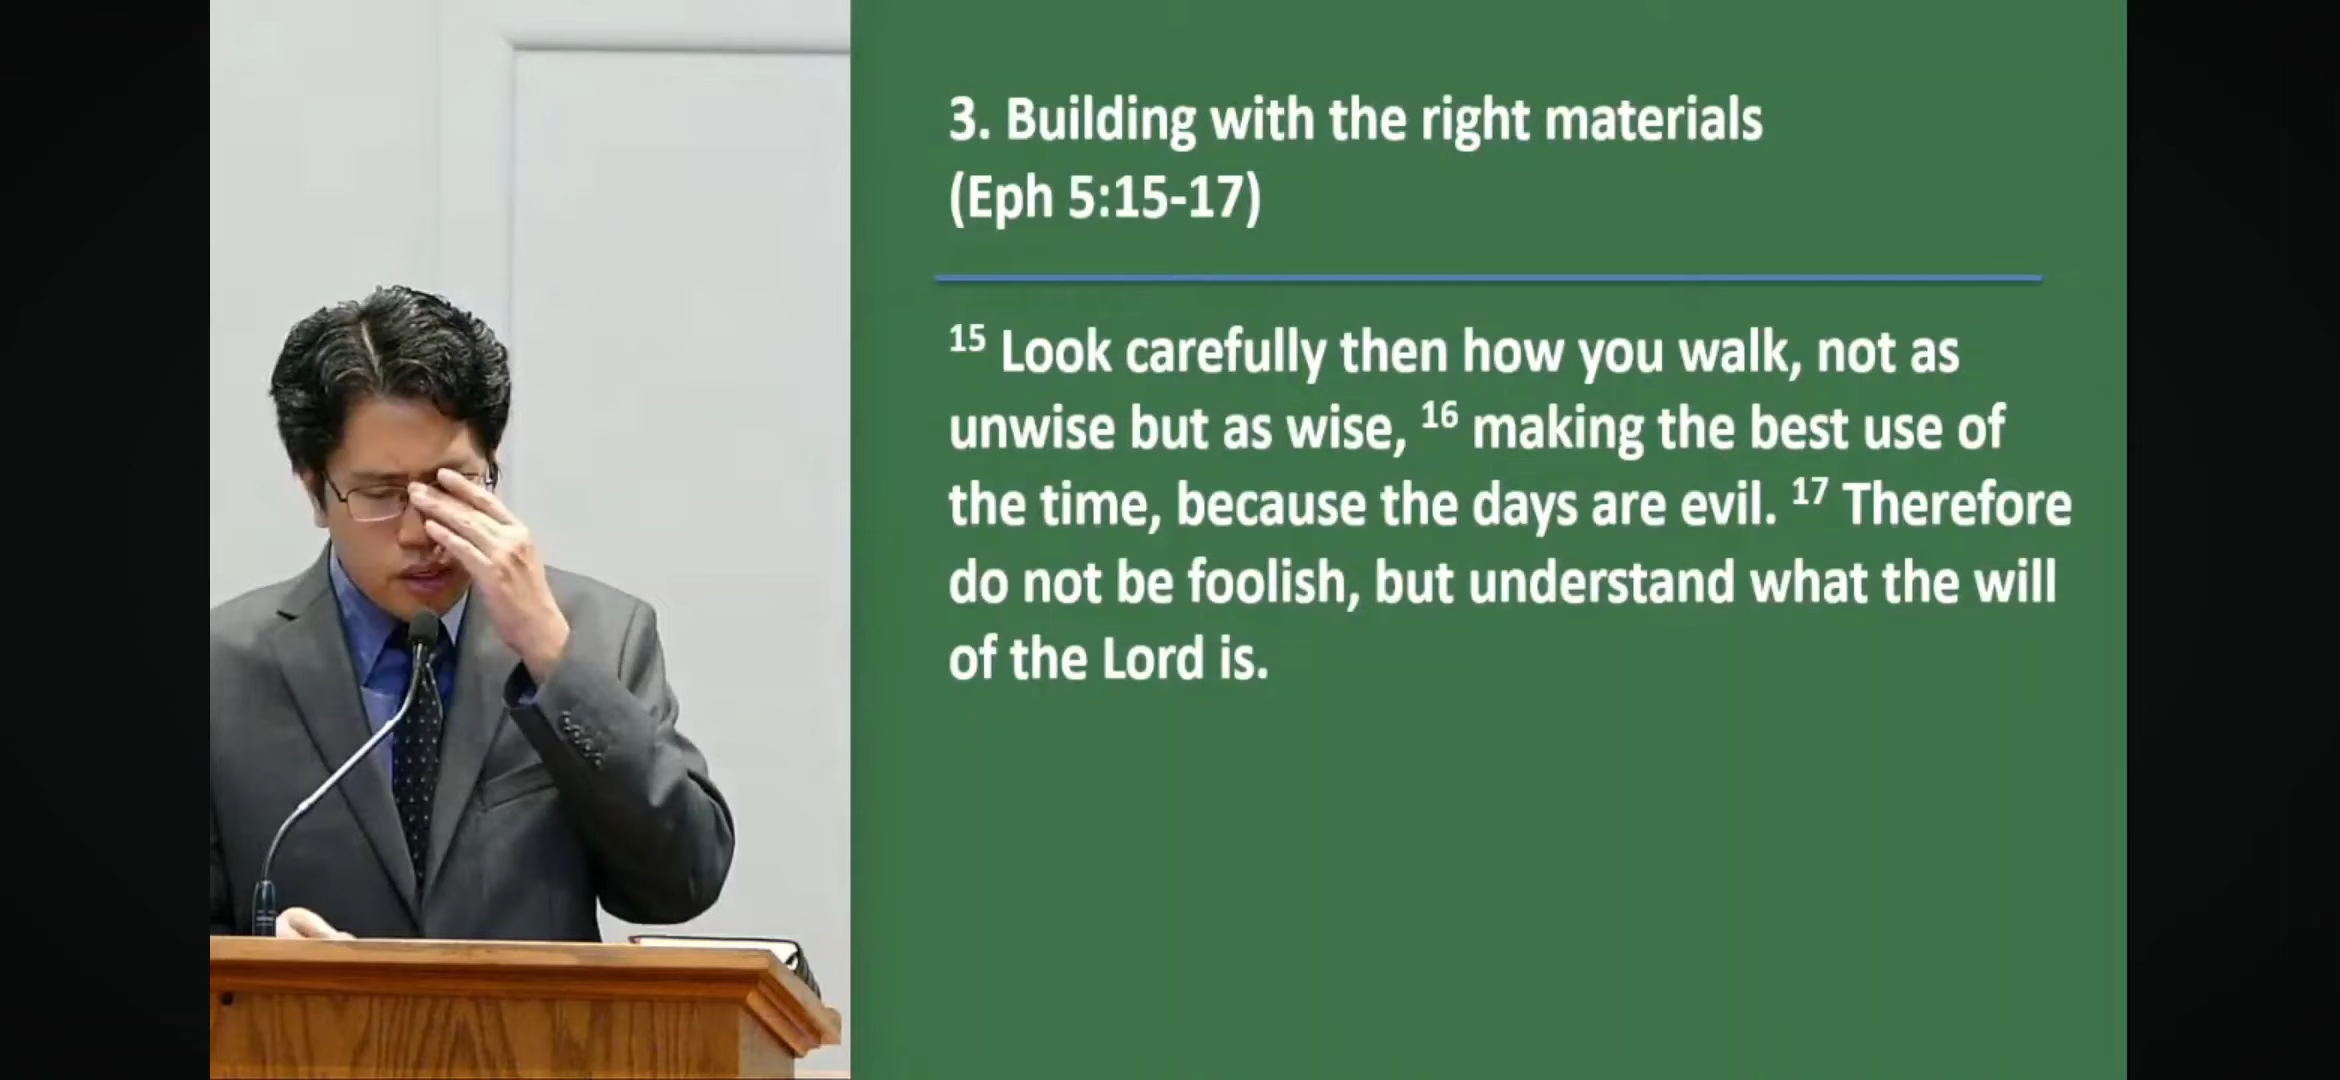 3. Building with the right materials
(Eph 5:15-17)
15 Look carefully then how you walk, not as
unwise but as wise, 16 making the best use of
the time, because the days are evil. 17 Therefore
do not be foolish, but understand what the will
of the Lord is.